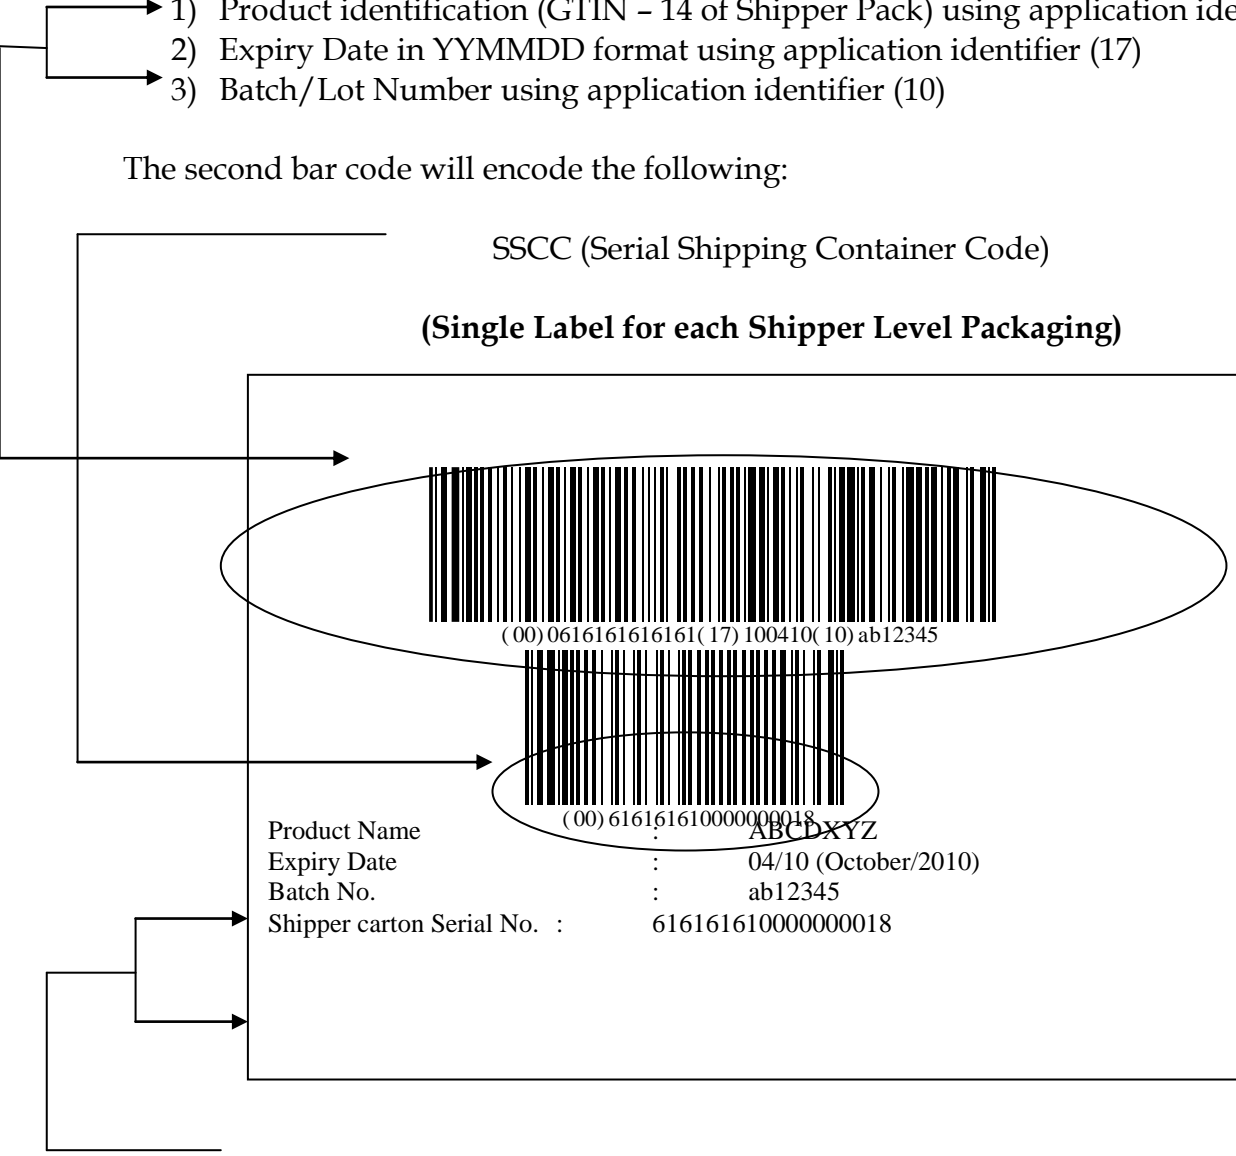 1) Product identification (GTIN – 14 of Shipper Pack) using application ide
2) Expiry Date in YYMMDD format using application identifier (17)
3) Batch/Lot Number using application identifier (10)
The second bar code will encode the following:
SSCC (Serial Shipping Container Code)
(Single Label for each Shipper Level Packaging)
(00)0616161616161(17)100410(10)ab12345
(00)616161610000000018
Product Name : ABCDXYZ
Expiry Date : 04/10 (October/2010)
Batch No. : ab12345
Shipper carton Serial No. : 616161610000000018